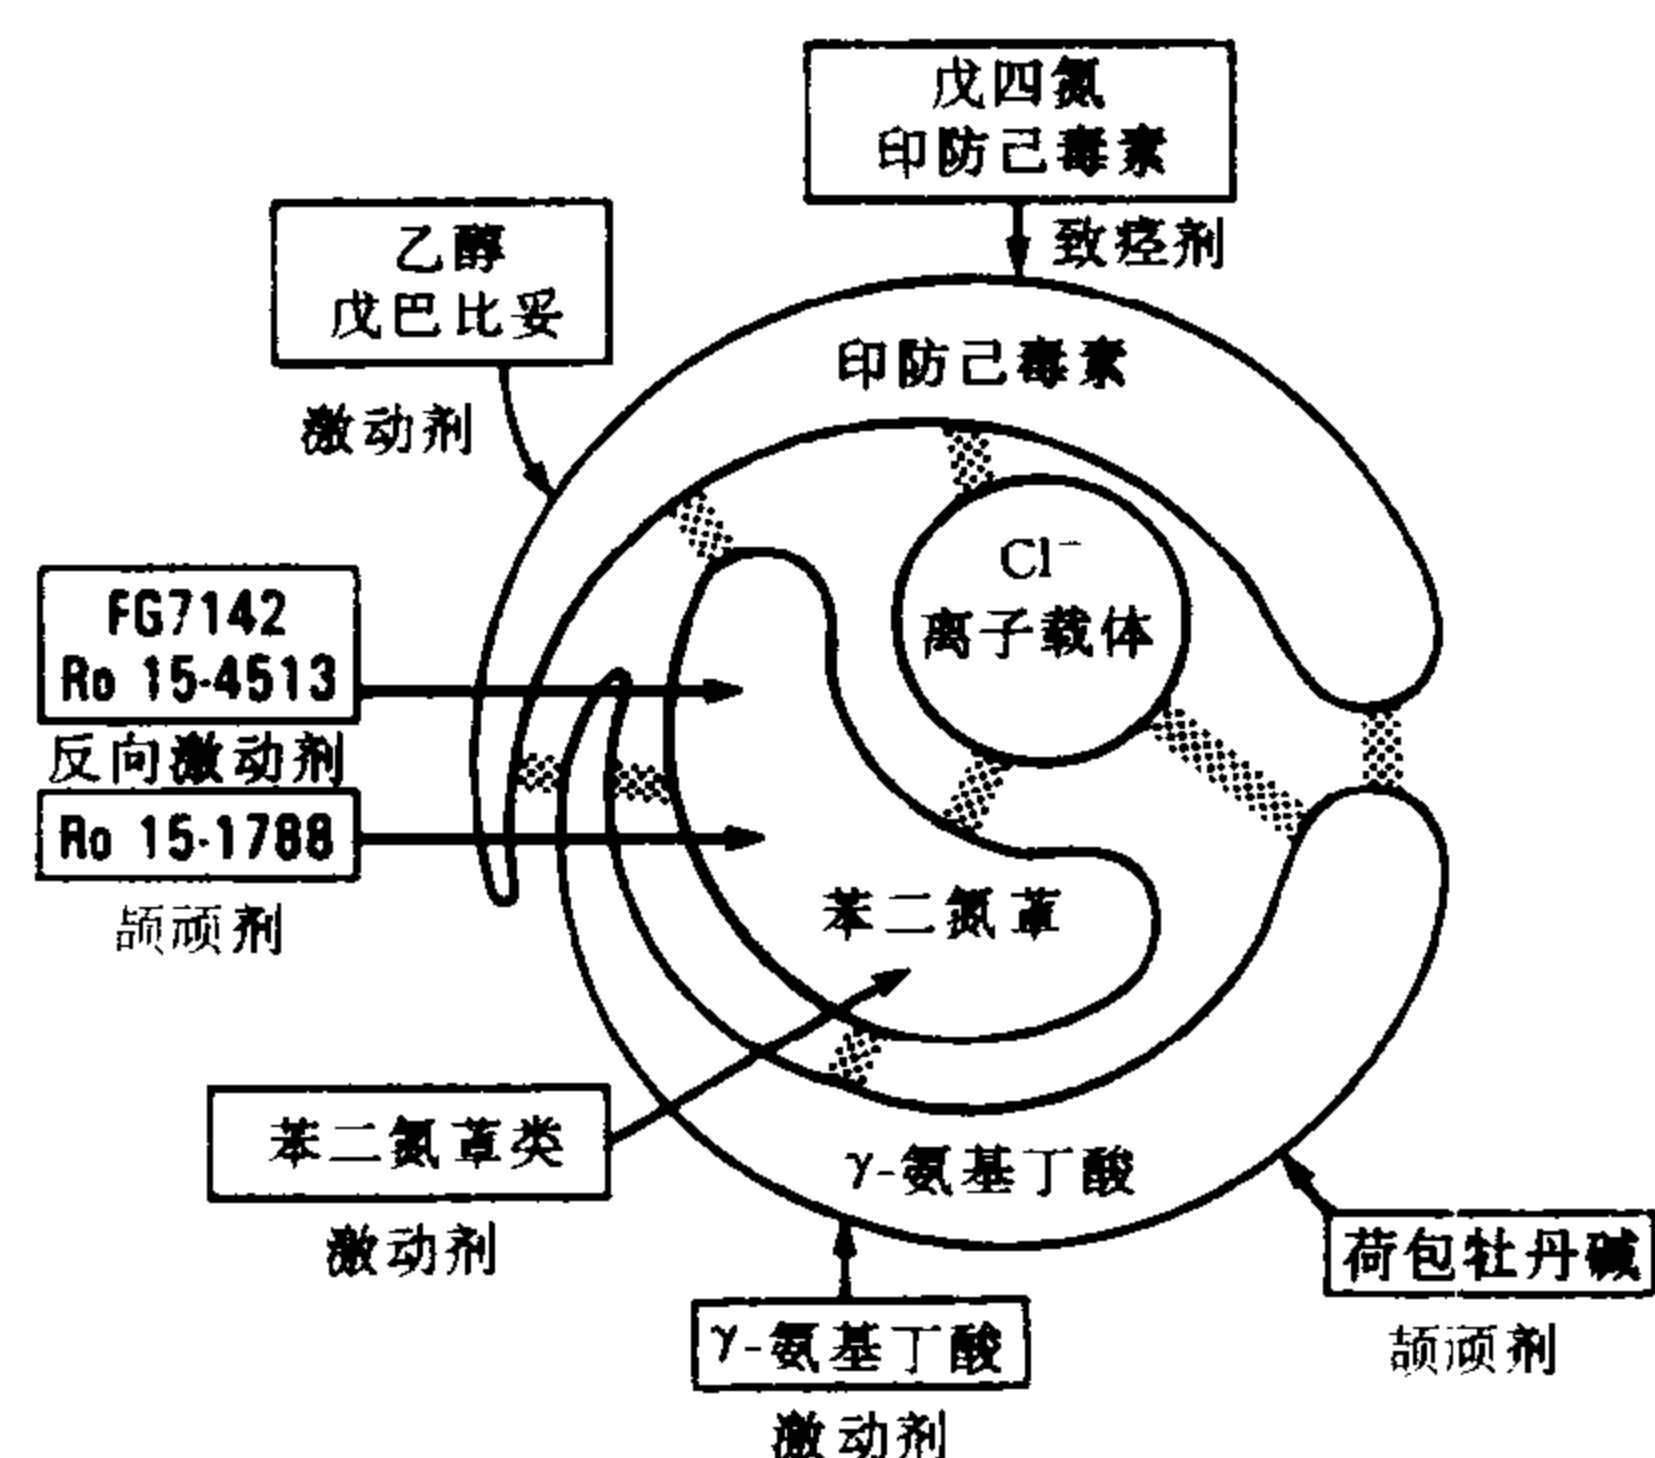 戊四氮
印防己毒素
致痉剂
乙醇
戊巴比妥
激动剂
印防己毒素
Cl⁻
离子载体
FG7142
Ro 15-4513
反向激动剂
Ro 15-1788
颉颃剂
苯二氮䓬
苯二氮䓬类
激动剂
γ-氨基丁酸
荷包牡丹碱
颉颃剂
γ-氨基丁酸
激动剂